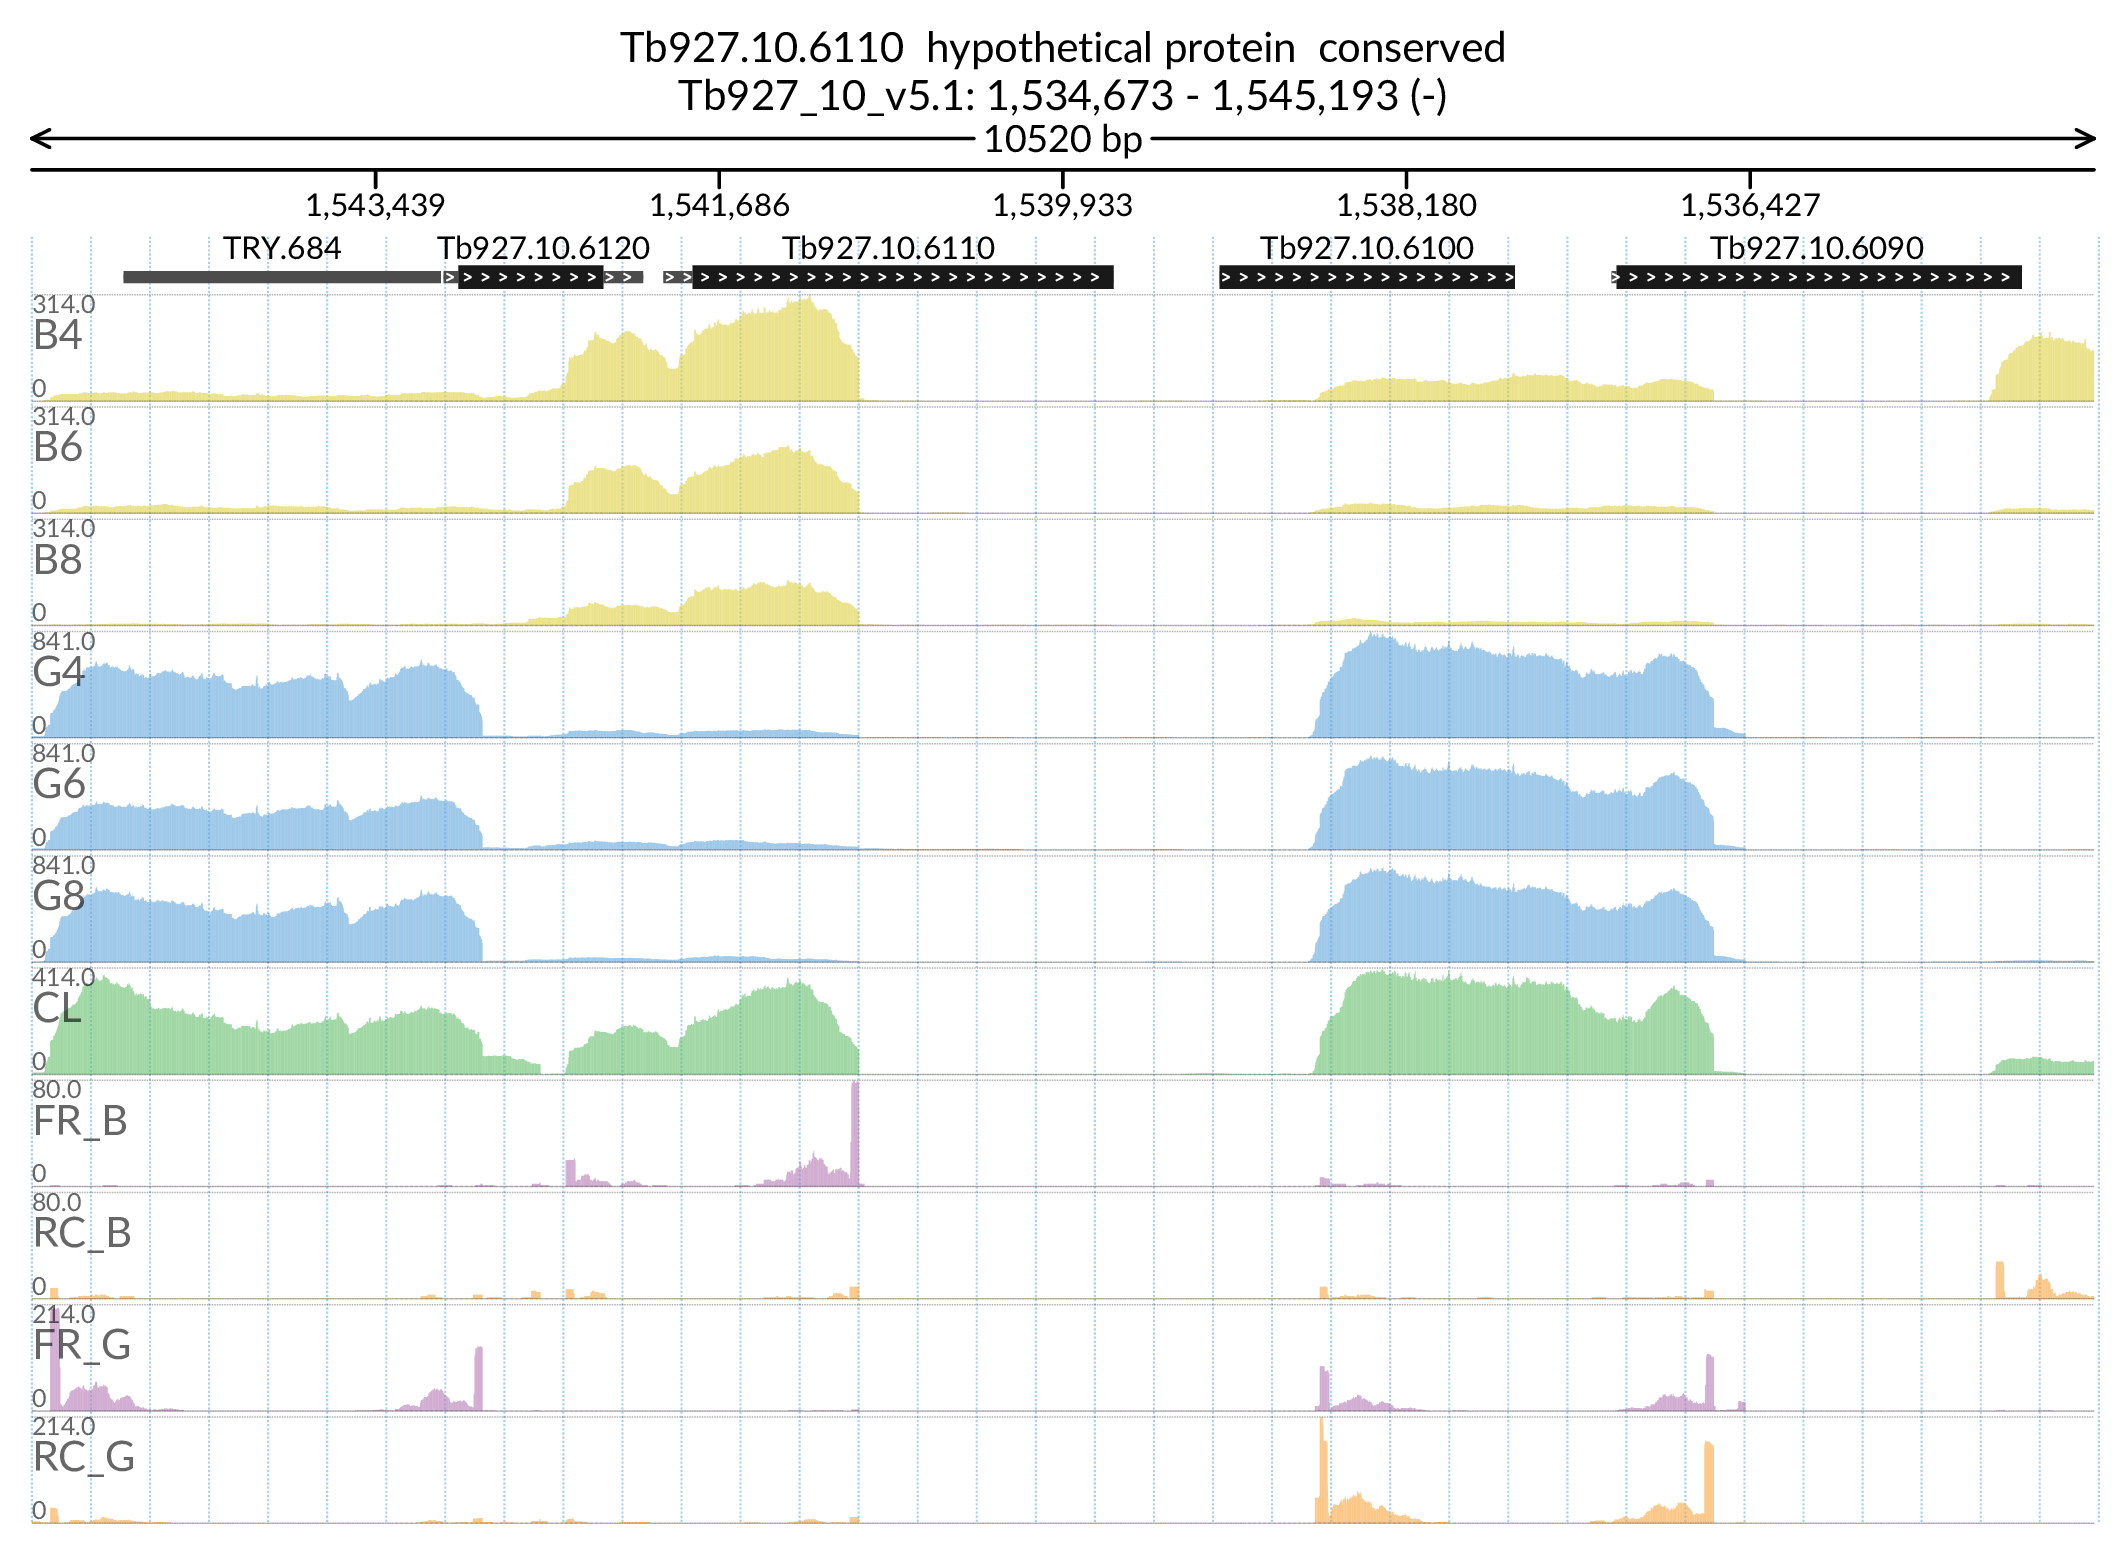 Tb927.10.6110  hypothetical protein  conserved
Tb927_10_v5.1: 1,534,673 - 1,545,193 (-)
10520 bp
1,543,439 1,541,686 1,539,933 1,538,180 1,536,427
TRY.684 Tb927.10.6120 Tb927.10.6110 Tb927.10.6100 Tb927.10.6090
314.0
B4
0
314.0
B6
0
314.0
B8
0
841.0
G4
0
841.0
G6
0
841.0
G8
0
414.0
CL
0
80.0
FR_B
0
80.0
RC_B
0
214.0
FR_G
0
214.0
RC_G
0